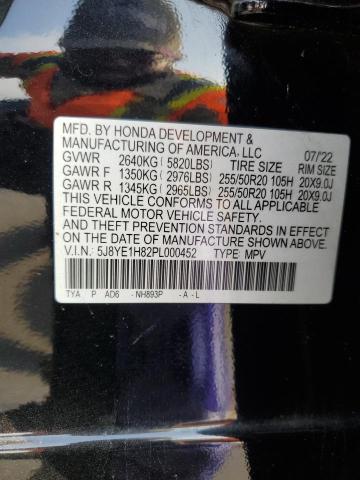 MFD. BY HONDA DEVELOPMENT &
MANUFACTURING OF AMERICA, LLC 07/'22
GVWR 2640KG (5820LBS) TIRE SIZE RIM SIZE
GAWR F 1350KG (2976LBS) 255/50R20 105H 20X9.0J
GAWR R 1345KG (2965LBS) 255/50R20 105H 20X9.0J
THIS VEHICLE CONFORMS TO ALL APPLICABLE
FEDERAL MOTOR VEHICLE SAFETY
AND THEFT PREVENTION STANDARDS IN EFFECT
ON THE DATE OF MANUFACTURE SHOWN ABOVE.
V.I.N.: 5J8YE1H82PL000452 TYPE: MPV
TYA P AD6 -NH893P -A-L